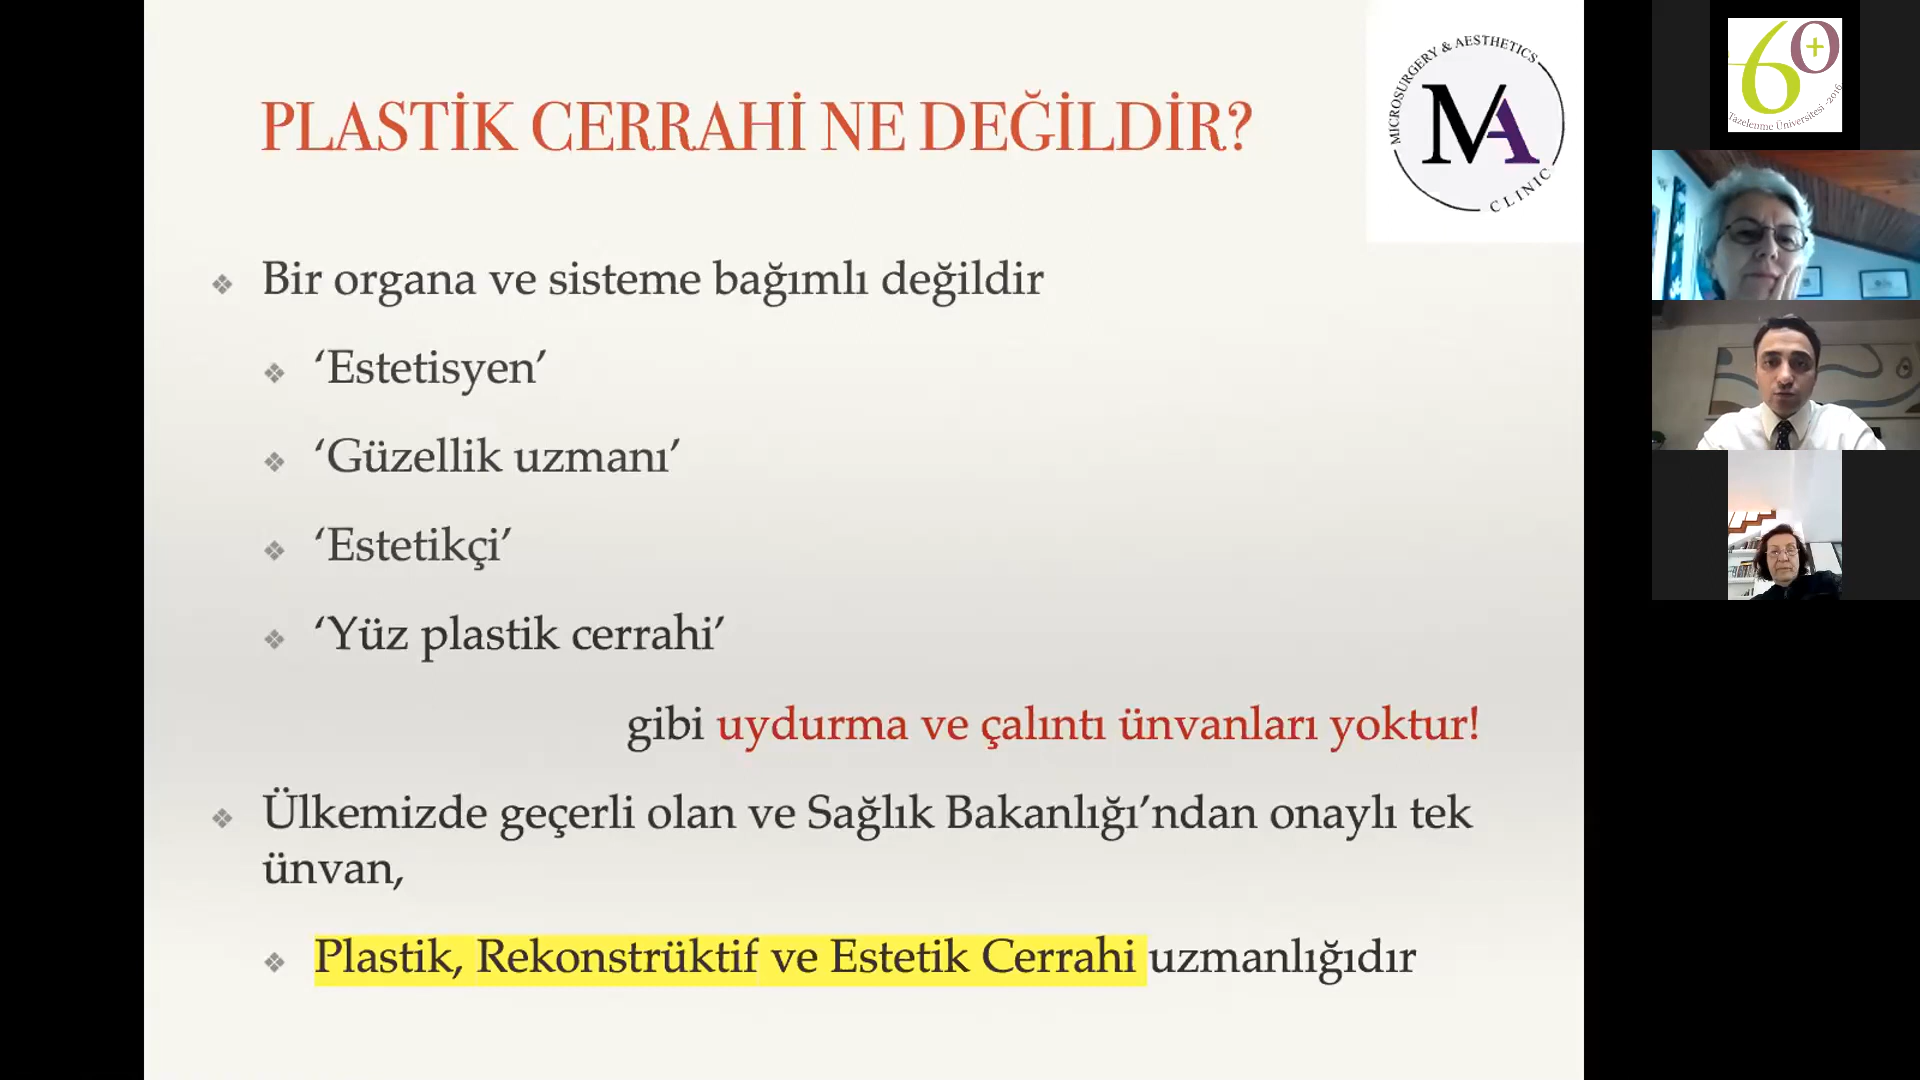 PLASTİK CERRAHİ NE DEĞİLDİR?
MICROSURGERY & AESTHETICS
MA
CLINIC
Bir organa ve sisteme bağımlı değildir
‘Estetisyen’
‘Güzellik uzmanı’
‘Estetikçi’
‘Yüz plastik cerrahi’
gibi uydurma ve çalıntı ünvanları yoktur!
Ülkemizde geçerli olan ve Sağlık Bakanlığı’ndan onaylı tek
ünvan,
Plastik, Rekonstrüktif ve Estetik Cerrahi uzmanlığıdır
60+
Tazelenme Üniversitesi -2016